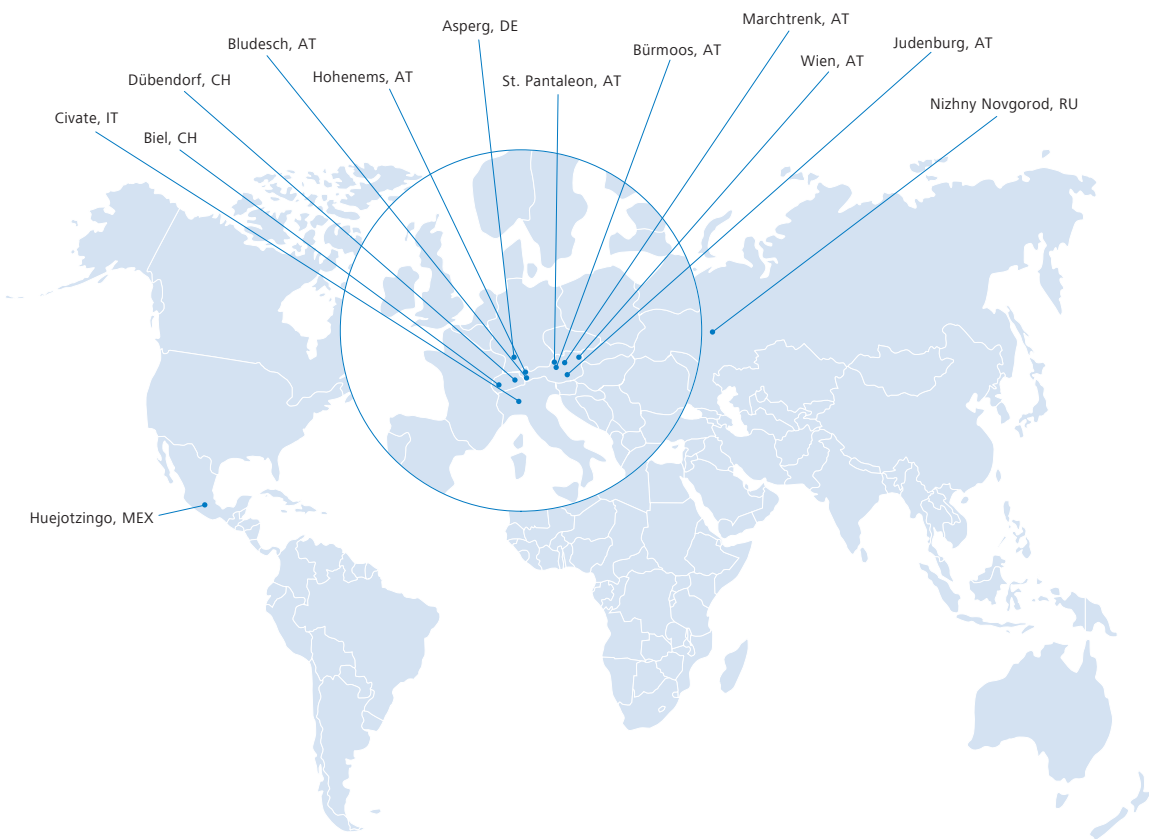 Marchtrenk, AT
Asperg, DE
Bludesch, AT
Judenburg, AT
Bürmoos, AT
Wien, AT
Hohenems, AT
Dübendorf, CH
St. Pantaleon, AT
Nizhny Novgorod, RU
Civate, IT
Biel, CH
Huejotzingo, MEX